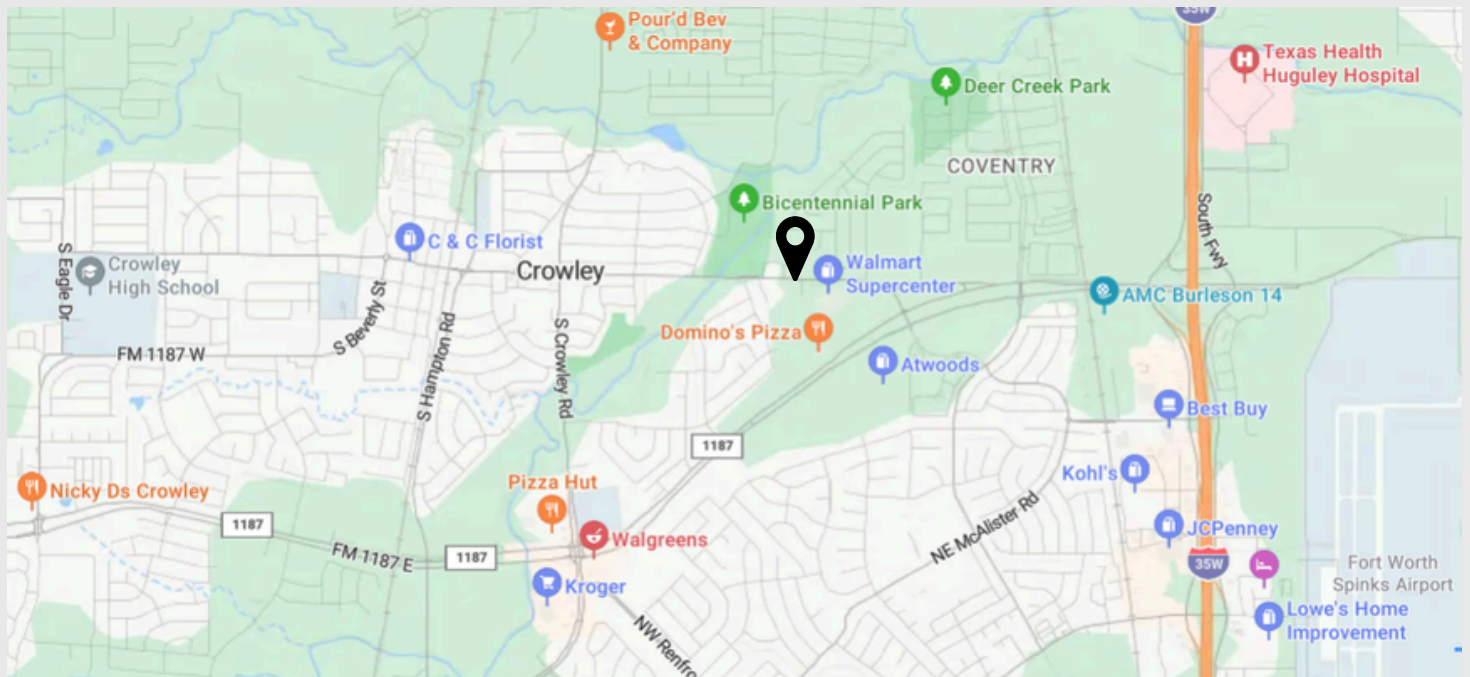 35W
Pour'd Bev
& Company
Texas Health
Huguley Hospital
Deer Creek Park
COVENTRY
Bicentennial Park
South Fwy
C & C Florist
Crowley
Crowley
High School
S Eagle Dr
Walmart
Supercenter
AMC Burleson 14
S Beverly St
S Hampton Rd
S Crowley Rd
Domino's Pizza
FM 1187 W
Atwoods
Best Buy
1187
Kohl's
Pizza Hut
Nicky Ds Crowley
1187
FM 1187 E
1187
Walgreens
NE McAlister Rd
JCPenney
35W
Fort Worth
Spinks Airport
Kroger
Lowe's Home
Improvement
NW Renfro